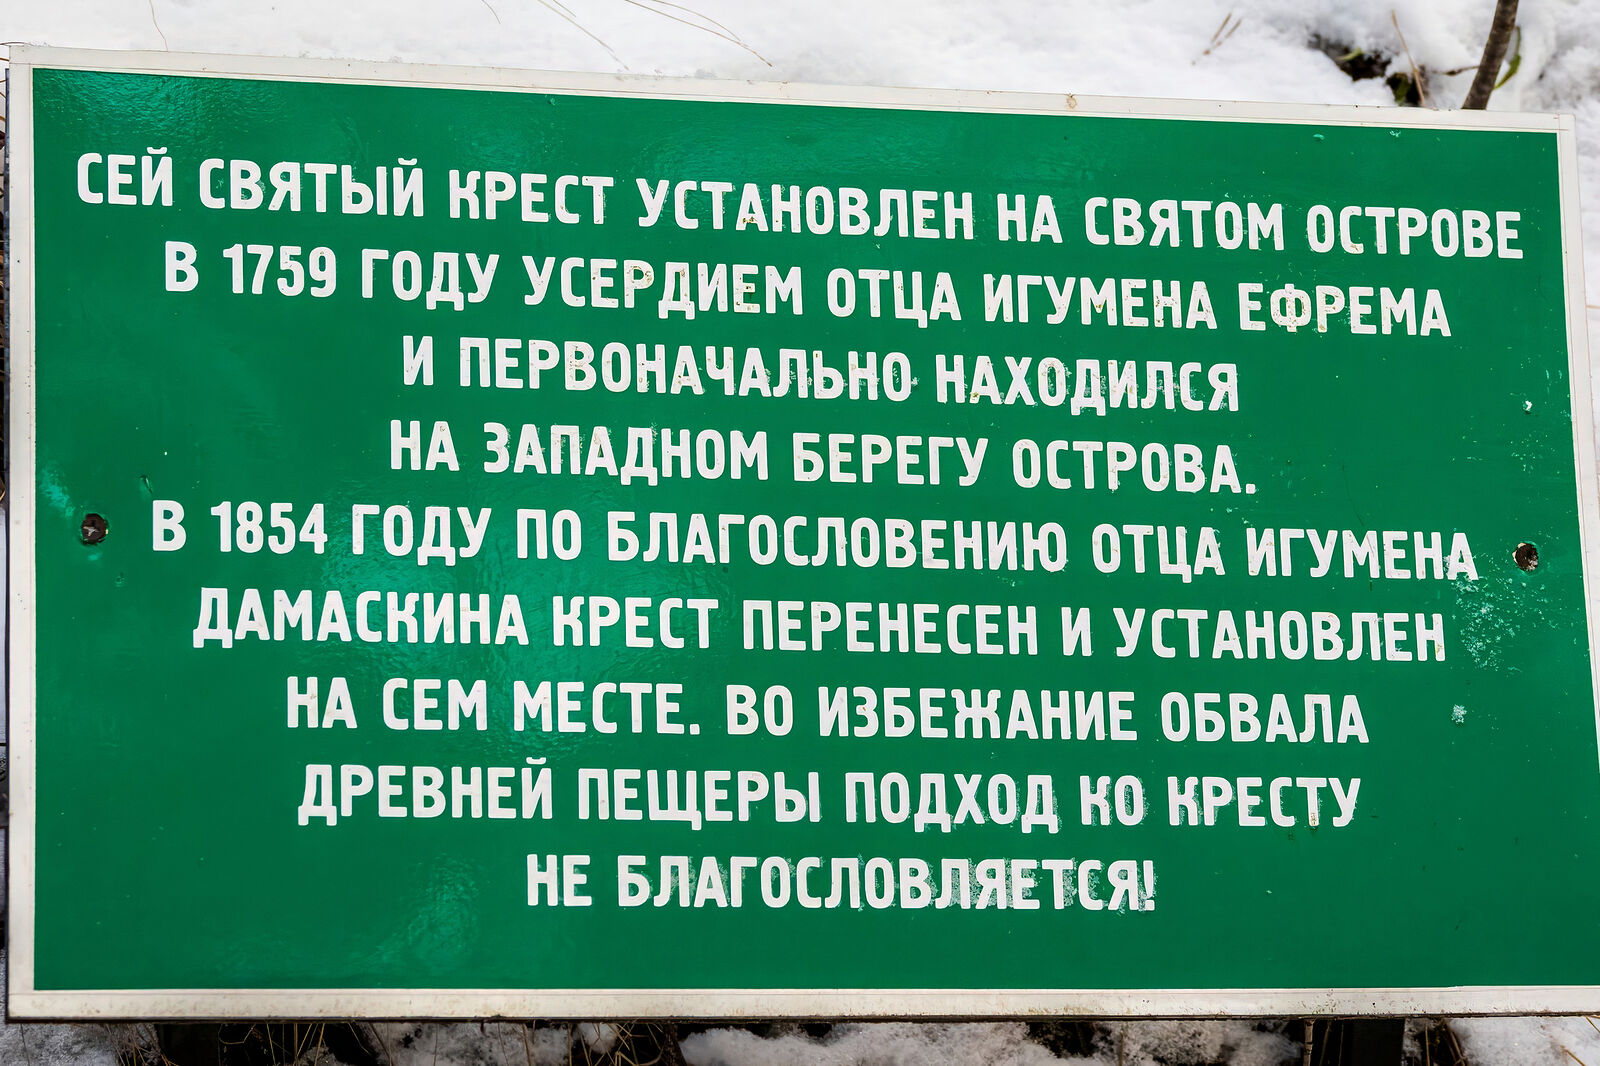 СЕЙ СВЯТЫЙ КРЕСТ УСТАНОВЛЕН НА СВЯТОМ ОСТРОВЕ
В 1759 ГОДУ УСЕРДИЕМ ОТЦА ИГУМЕНА ЕФРЕМА
И ПЕРВОНАЧАЛЬНО НАХОДИЛСЯ
НА ЗАПАДНОМ БЕРЕГУ ОСТРОВА.
В 1854 ГОДУ ПО БЛАГОСЛОВЕНИЮ ОТЦА ИГУМЕНА
ДАМАСКИНА КРЕСТ ПЕРЕНЕСЕН И УСТАНОВЛЕН
НА СЕМ МЕСТЕ. ВО ИЗБЕЖАНИЕ ОБВАЛА
ДРЕВНЕЙ ПЕЩЕРЫ ПОДХОД КО КРЕСТУ
НЕ БЛАГОСЛОВЛЯЕТСЯ!